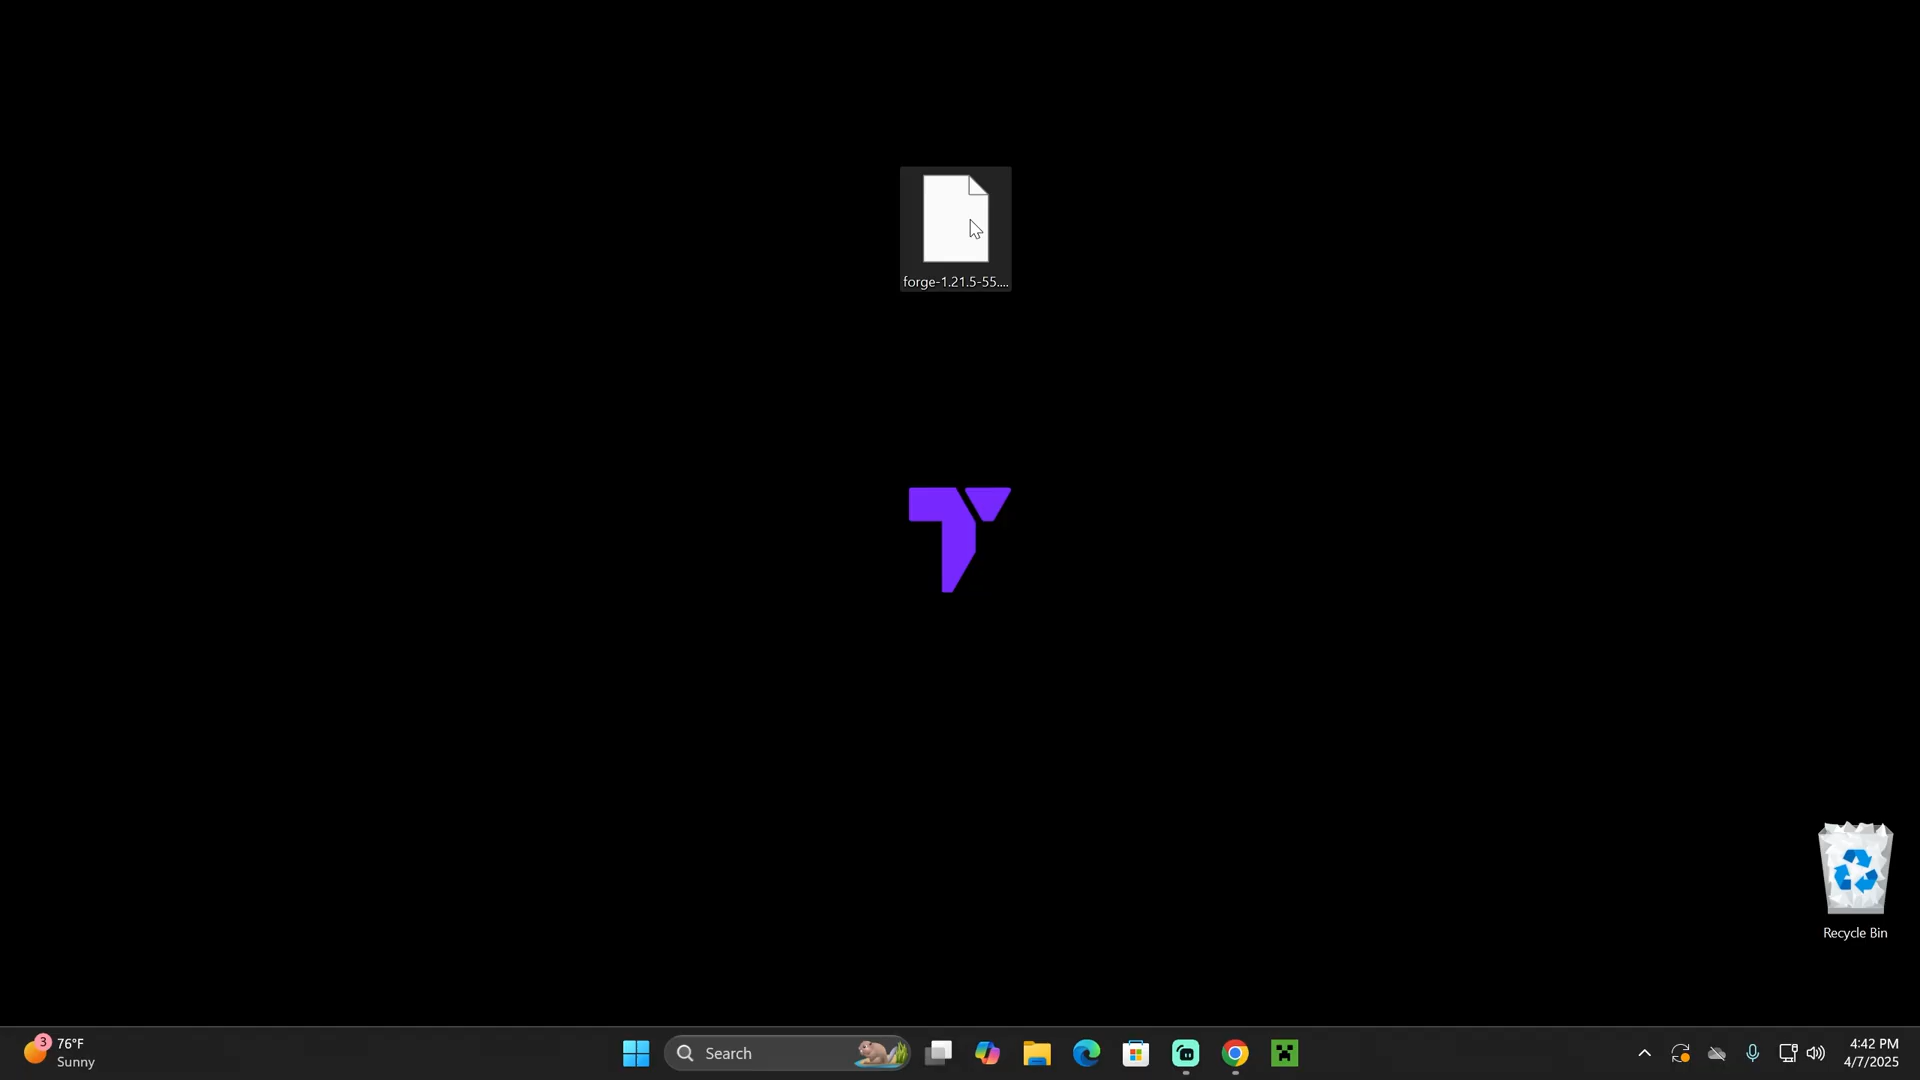 forge-1.21.5-55....
Recycle Bin
3
76°F
Sunny
Search
4:42 PM
4/7/2025